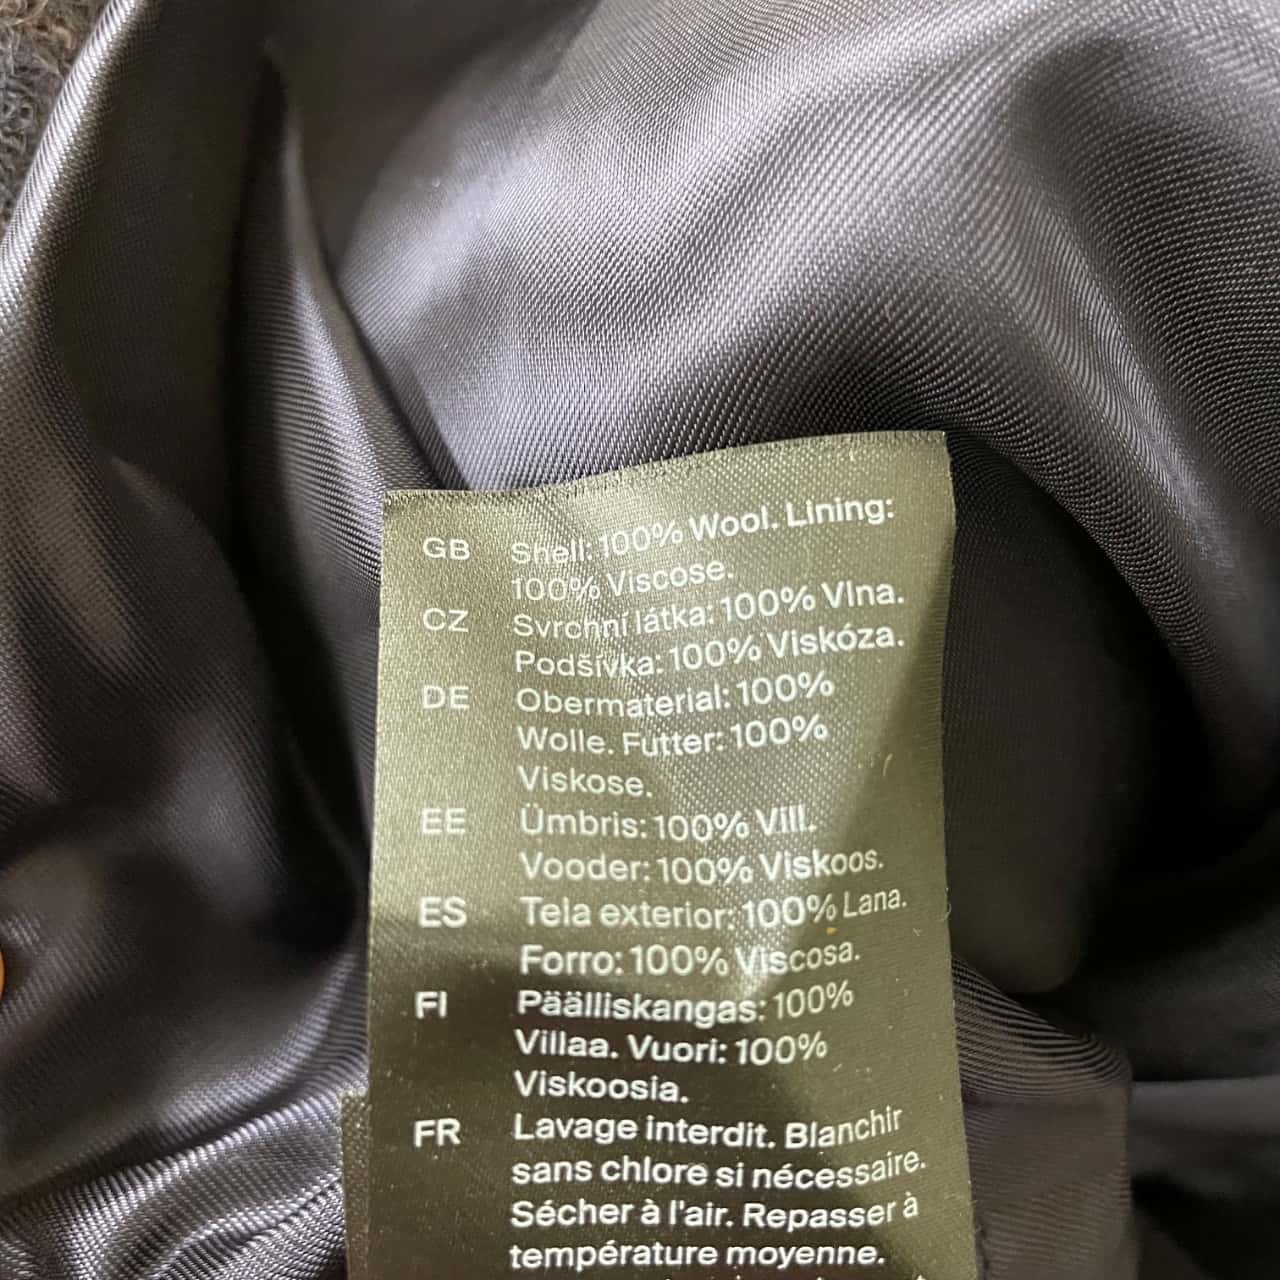 GB Shell: 100% Wool. Lining:
100% Viscose.
CZ Svrchní látka: 100% Vlna.
Podšívka: 100% Viskóza.
DE Obermaterial: 100%
Wolle. Futter: 100%
Viskose.
EE Ümbris: 100% Vill.
Vooder: 100% Viskoos.
ES Tela exterior: 100% Lana.
Forro: 100% Viscosa.
FI Päälliskangas: 100%
Villaa. Vuori: 100%
Viskoosia.
FR Lavage interdit. Blanchir
sans chlore si nécessaire.
Sécher à l'air. Repasser à
température moyenne.